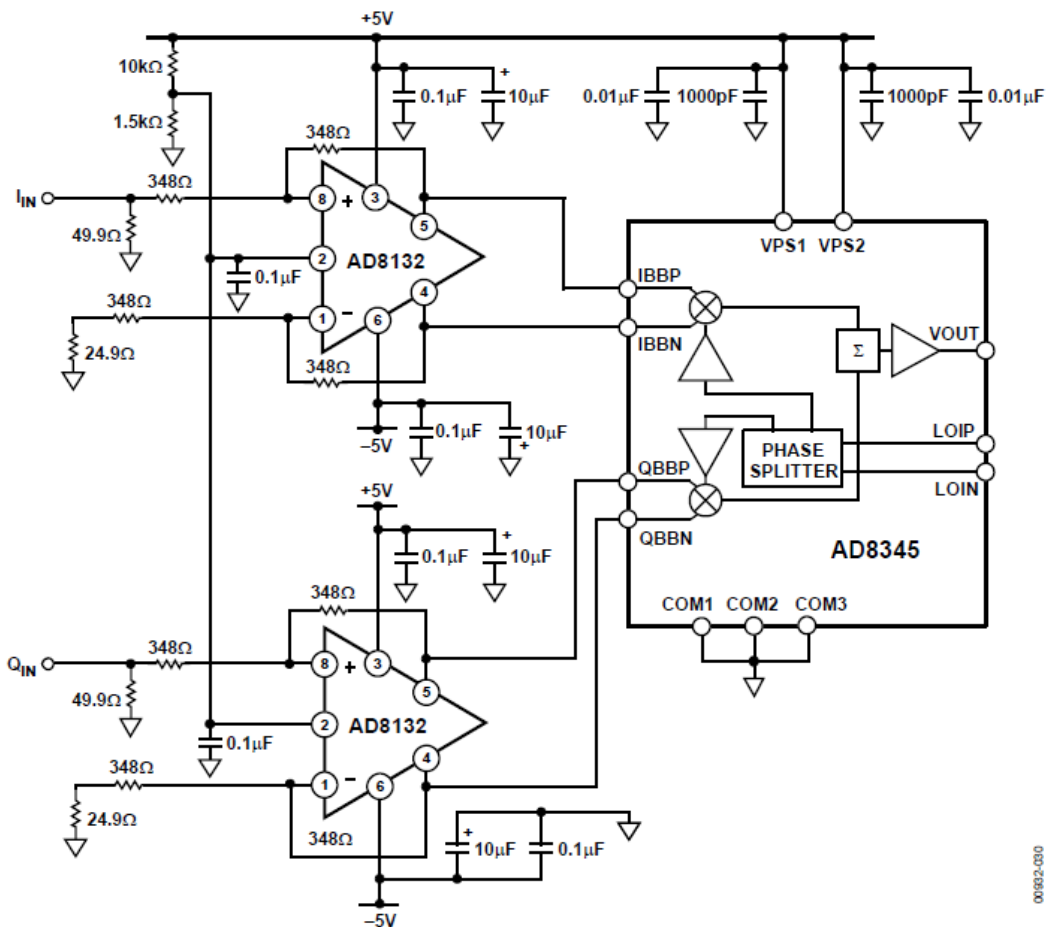 +5V
10kΩ
1.5kΩ
0.1µF
+
10µF
0.01µF
1000pF
1000pF
0.01µF
348Ω
IIN
348Ω
49.9Ω
8
+
3
5
VPS1
VPS2
2
AD8132
0.1µF
4
IBBP
348Ω
1
−
6
24.9Ω
348Ω
IBBN
Σ
VOUT
0.1µF
10µF
+
−5V
PHASE
SPLITTER
LOIP
LOIN
QBBP
QBBN
AD8345
+5V
0.1µF
+
10µF
348Ω
COM1
COM2
COM3
QIN
348Ω
49.9Ω
8
+
3
5
2
AD8132
0.1µF
4
348Ω
1
−
6
24.9Ω
348Ω
+
10µF
0.1µF
−5V
00932-030